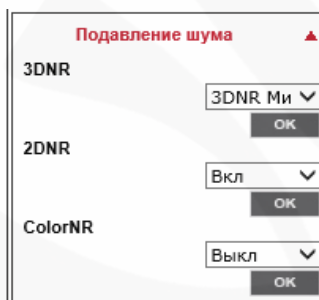 Подавление шума
3DNR
3DNR Ми
OK
2DNR
Вкл
OK
ColorNR
Выкл
OK